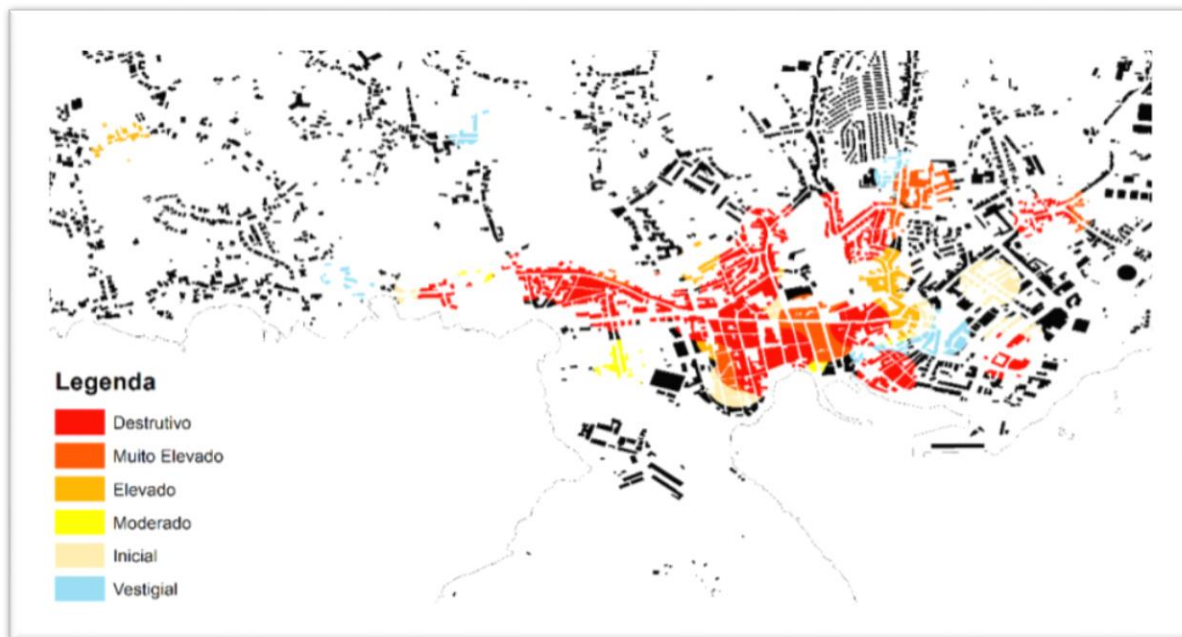 Legenda
Destrutivo
Muito Elevado
Elevado
Moderado
Inicial
Vestigial